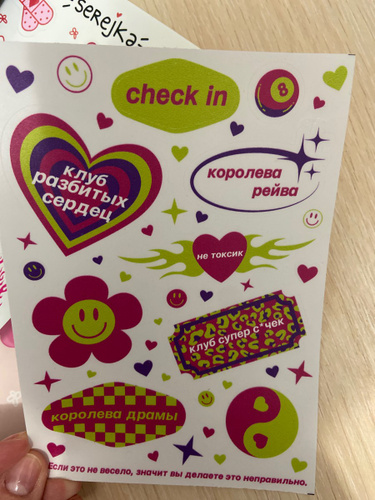 serejka
check in
8
клуб
разбитых
сердец
королева
рейва
не токсик
клуб супер с*чек
королева драмы
Если это не весело, значит вы делаете это неправильно.